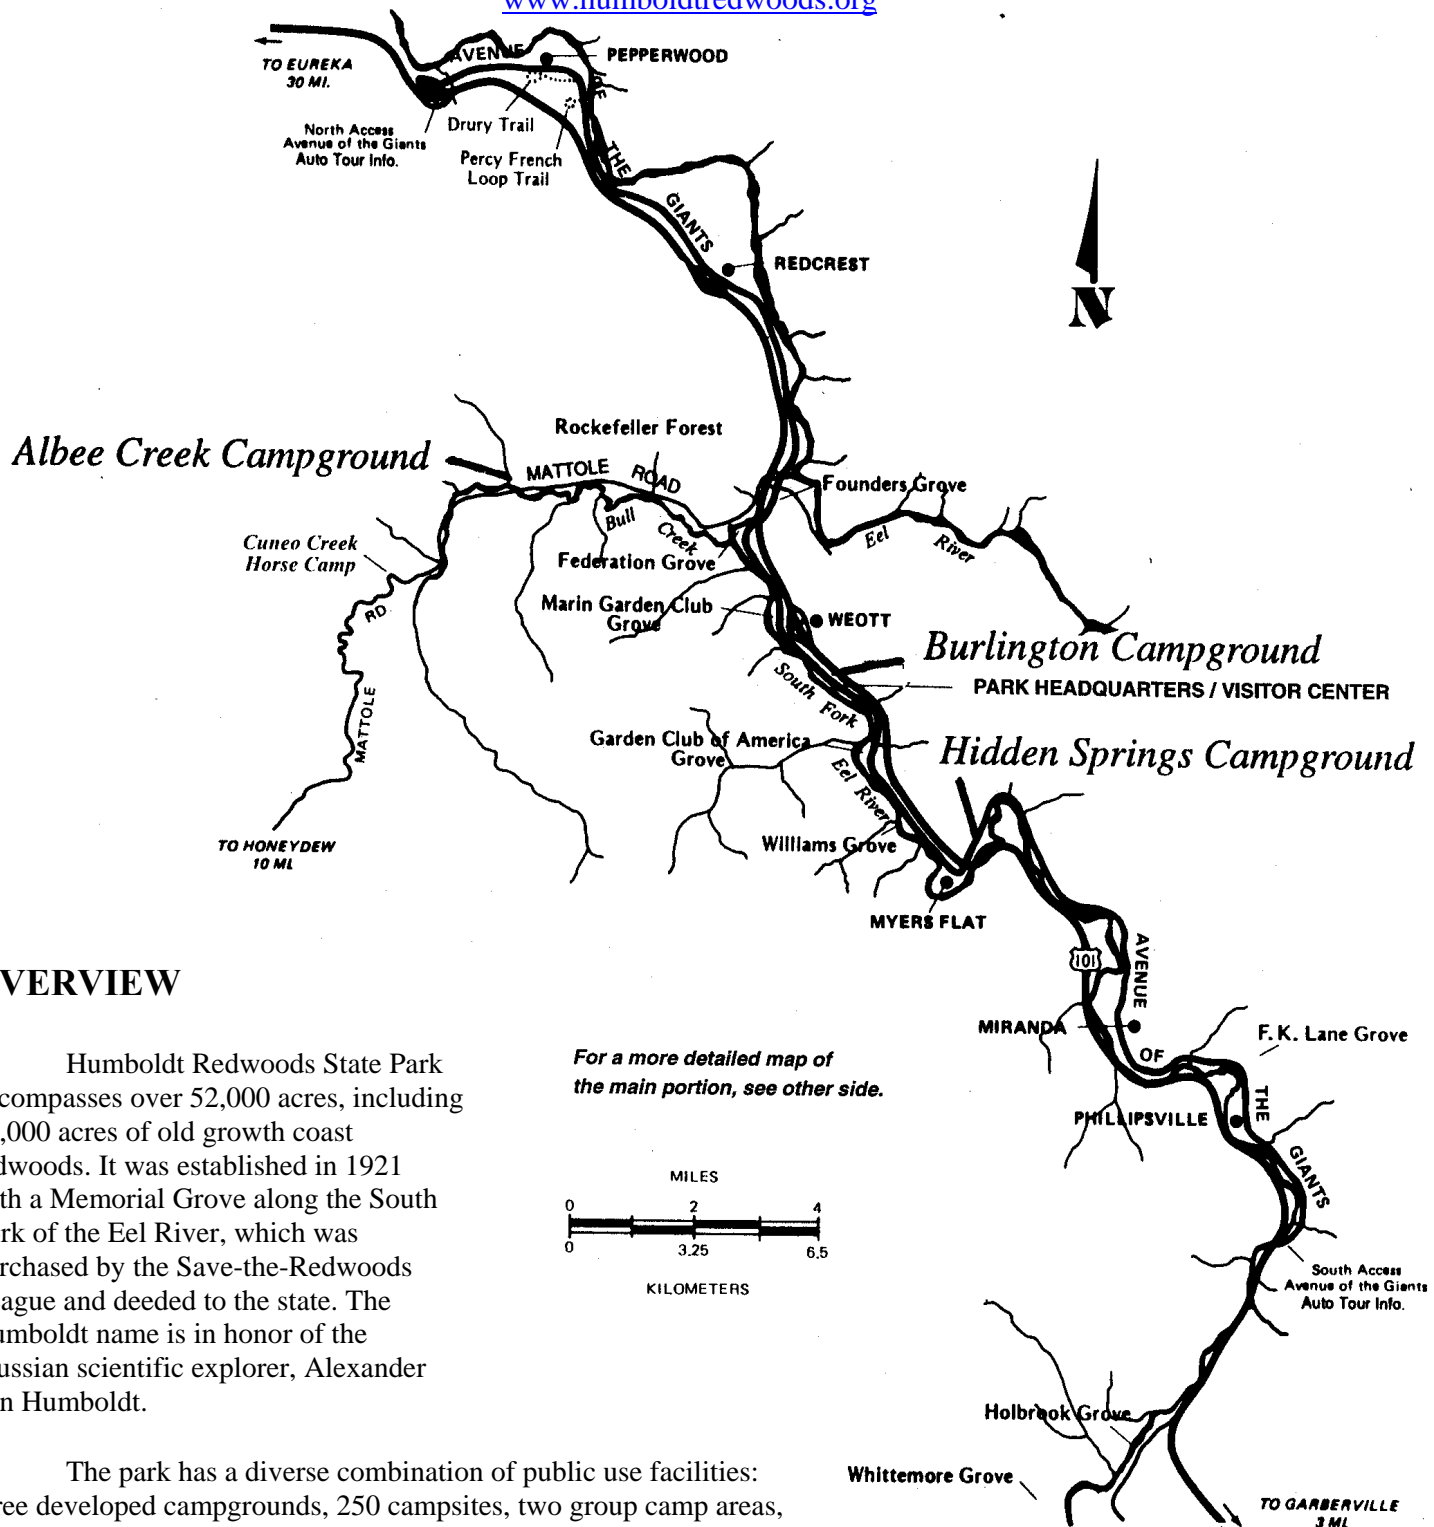 www.humboldtredwoods.org
AVENUE
PEPPERWOOD
TO EUREKA
30 MI.
OF
North Access
Avenue of the Giants
Auto Tour Info.
Drury Trail
Percy French
Loop Trail
THE
GIANTS
REDCREST
N
Rockefeller Forest
Albee Creek Campground
MATTOLE ROAD
Founders Grove
Bull Creek
Eel River
Cuneo Creek
Horse Camp
Federation Grove
Marin Garden Club
Grove
RD.
WEOTT
Burlington Campground
PARK HEADQUARTERS / VISITOR CENTER
South Fork
MATTOLE
Garden Club of America
Grove
Hidden Springs Campground
Eel River
Williams Grove
TO HONEYDEW
10 MI.
MYERS FLAT
101
AVENUE
VERVIEW
MIRANDA
F.K. Lane Grove
OF
Humboldt Redwoods State Park
compasses over 52,000 acres, including
,000 acres of old growth coast
dwoods. It was established in 1921
th a Memorial Grove along the South
rk of the Eel River, which was
rchased by the Save-the-Redwoods
ague and deeded to the state. The
umboldt name is in honor of the
ussian scientific explorer, Alexander
n Humboldt.
For a more detailed map of
the main portion, see other side.
THE
PHILLIPSVILLE
GIANTS
MILES
0 2 4
0 3.25 6.5
KILOMETERS
South Access
Avenue of the Giants
Auto Tour Info.
Holbrook Grove
Whittemore Grove
The park has a diverse combination of public use facilities:
ree developed campgrounds, 250 campsites, two group camp areas,
TO GARBERVILLE
3 MI.